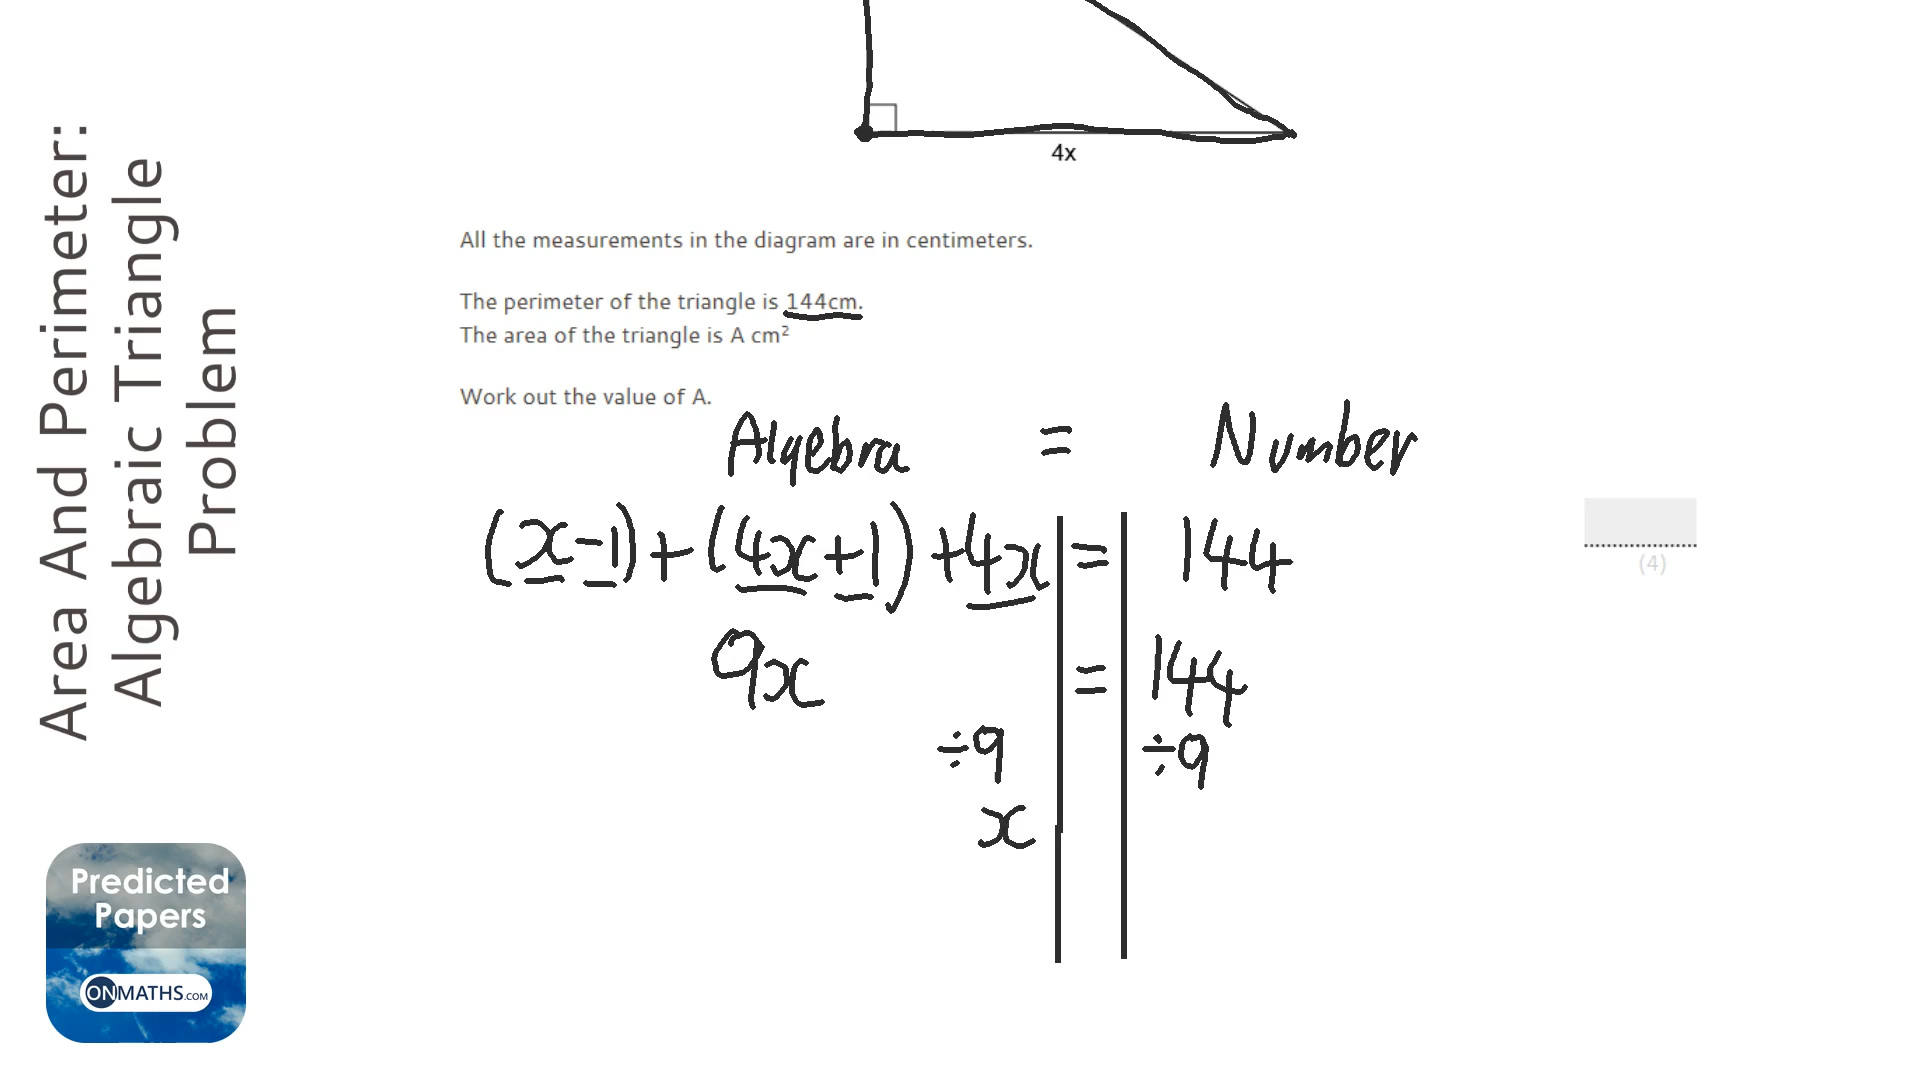 Area And Perimeter:
Algebraic Triangle
Problem
4x
All the measurements in the diagram are in centimeters.
The perimeter of the triangle is 144cm.
The area of the triangle is A cm²
Work out the value of A.
Algebra = Number
(x-1)+(4x+1)+4x = 144
9x = 144
÷9 ÷9
x
(4)
Predicted
Papers
ONMATHS.COM